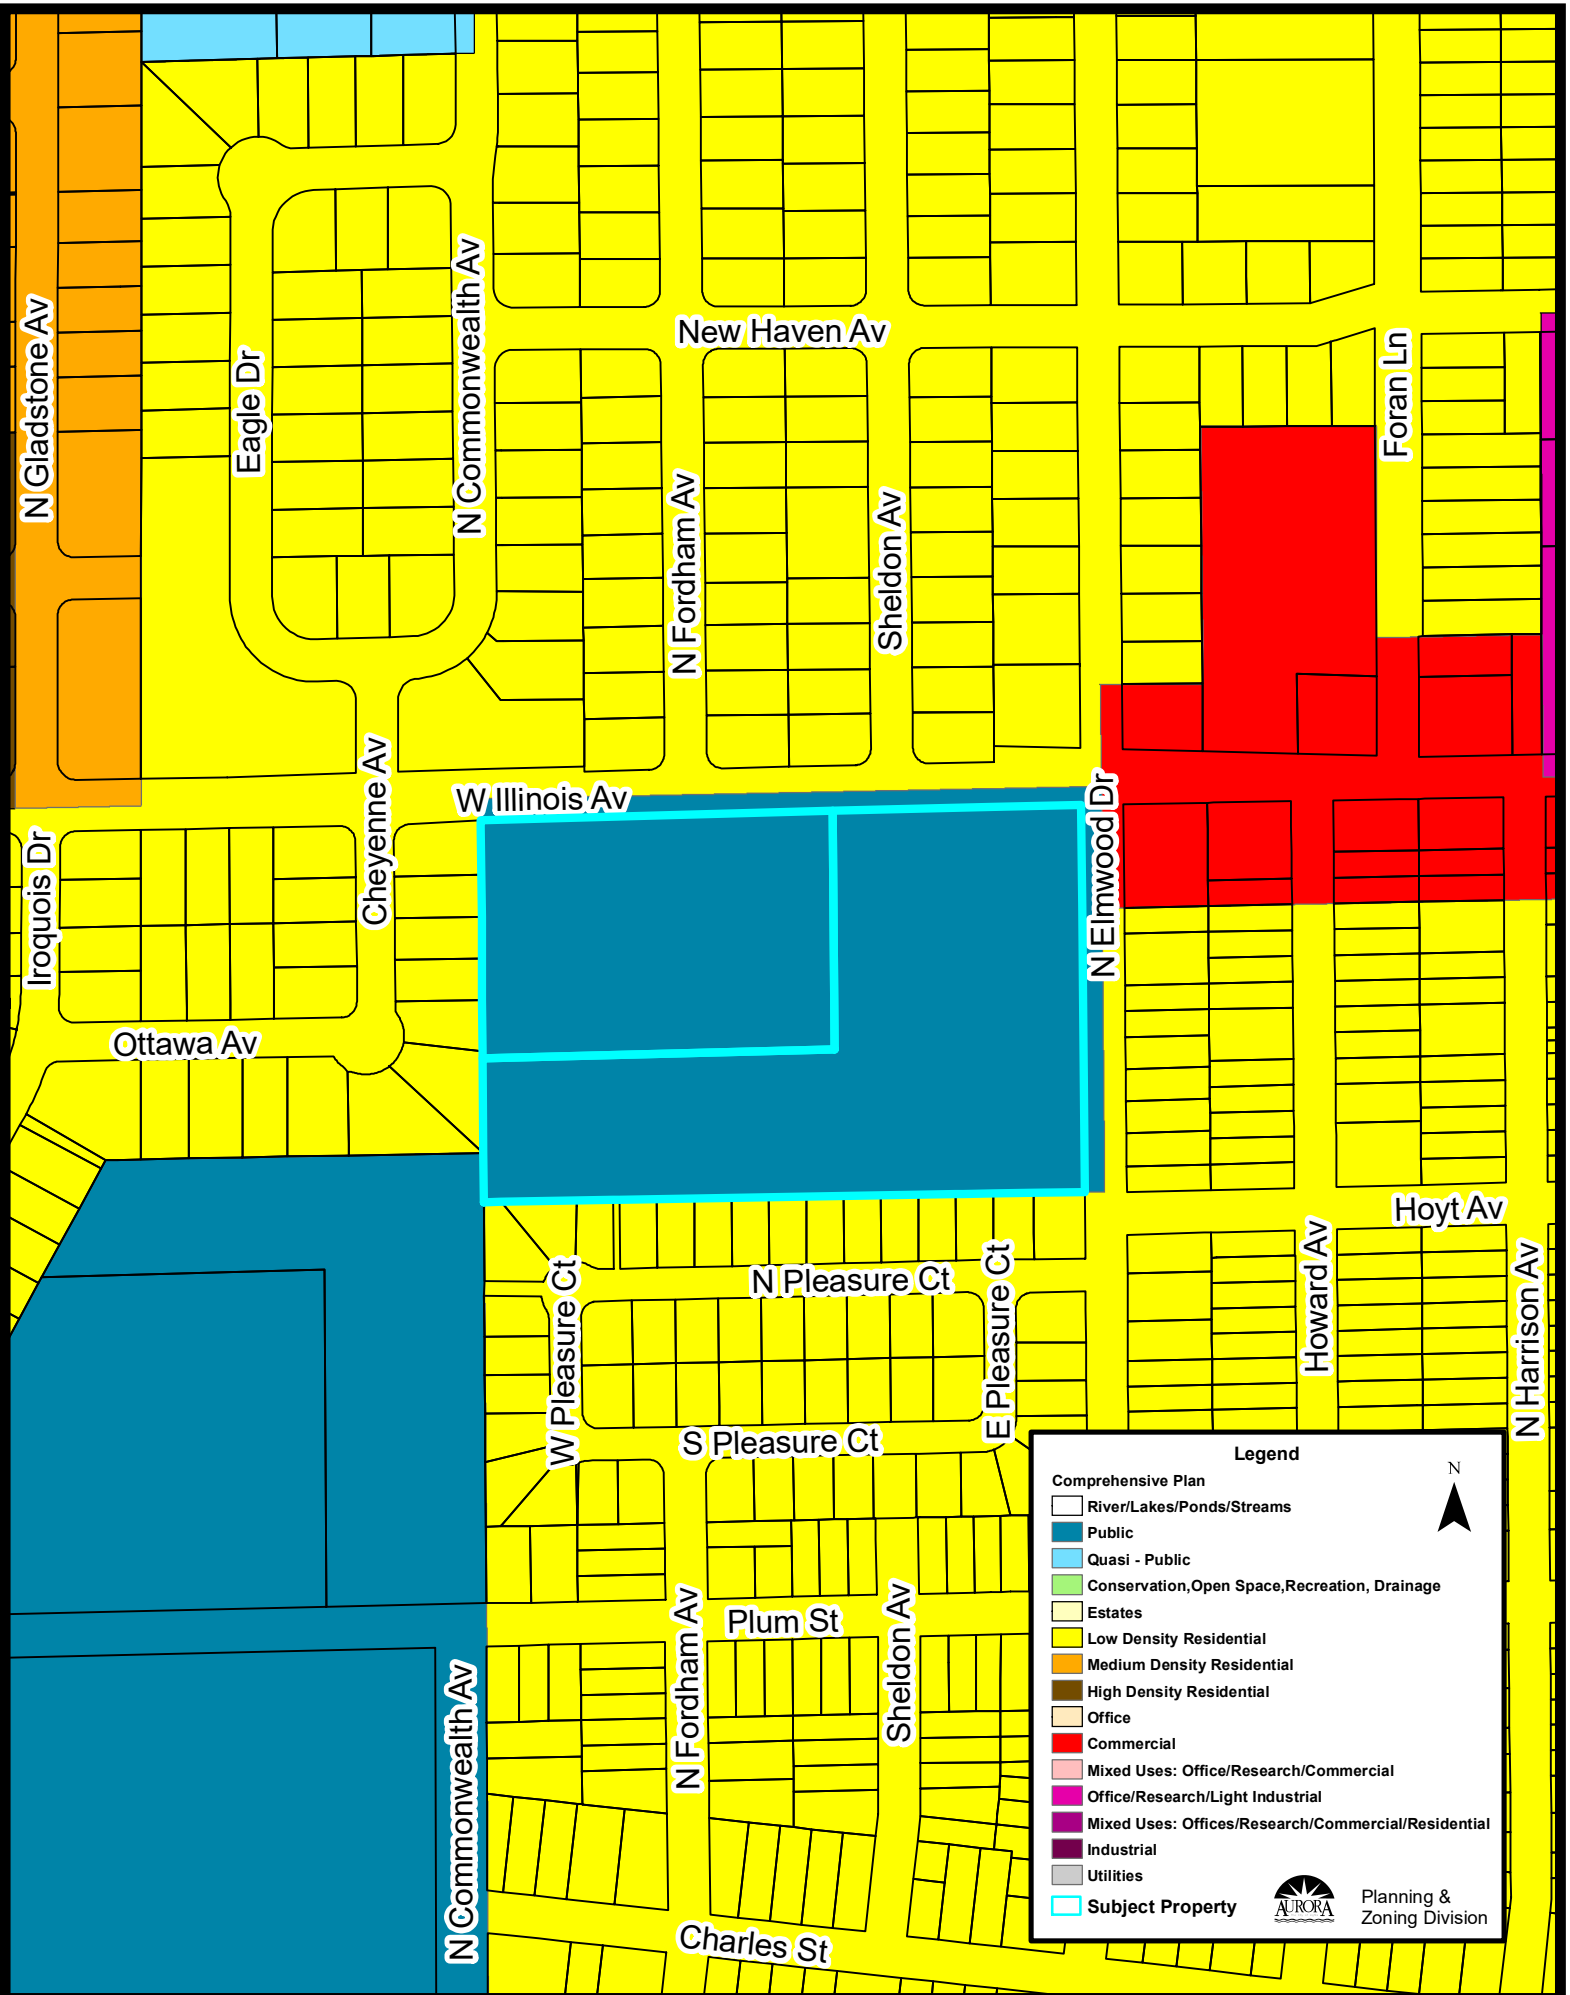 N Gladstone Av
Eagle Dr
N Commonwealth Av
New Haven Av
Foran Ln
N Fordham Av
Sheldon Av
Cheyenne Av
W Illinois Av
N Elmwood Dr
Iroquois Dr
Ottawa Av
Hoyt Av
N Pleasure Ct
W Pleasure Ct
E Pleasure Ct
Howard Av
N Harrison Av
S Pleasure Ct
Plum St
N Fordham Av
Sheldon Av
N Commonwealth Av
Charles St
Legend
N
Comprehensive Plan
River/Lakes/Ponds/Streams
Public
Quasi - Public
Conservation,Open Space,Recreation, Drainage
Estates
Low Density Residential
Medium Density Residential
High Density Residential
Office
Commercial
Mixed Uses: Office/Research/Commercial
Office/Research/Light Industrial
Mixed Uses: Offices/Research/Commercial/Residential
Industrial
Utilities
Subject Property
AURORA
Planning &
Zoning Division